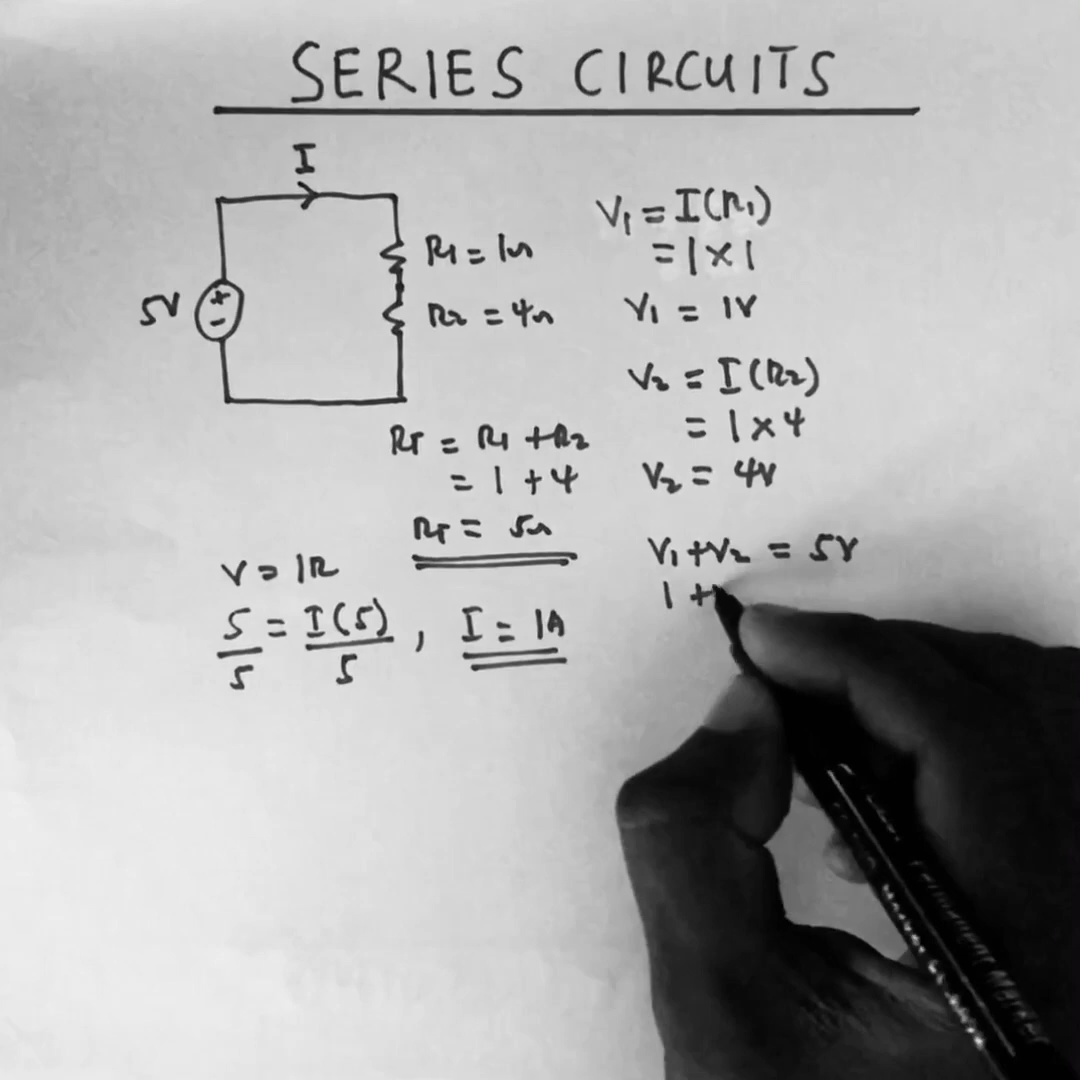 SERIES CIRCUITS
I
5V
+
-
R1 = 1Ω
R2 = 4Ω
RT = R1 + R2
= 1 + 4
RT = 5Ω
V = IR
5/5 = I(5)/5 , I = 1A
V1 = I(R1)
= 1 × 1
V1 = 1V
V2 = I(R2)
= 1 × 4
V2 = 4V
V1 + V2 = 5V
1 +